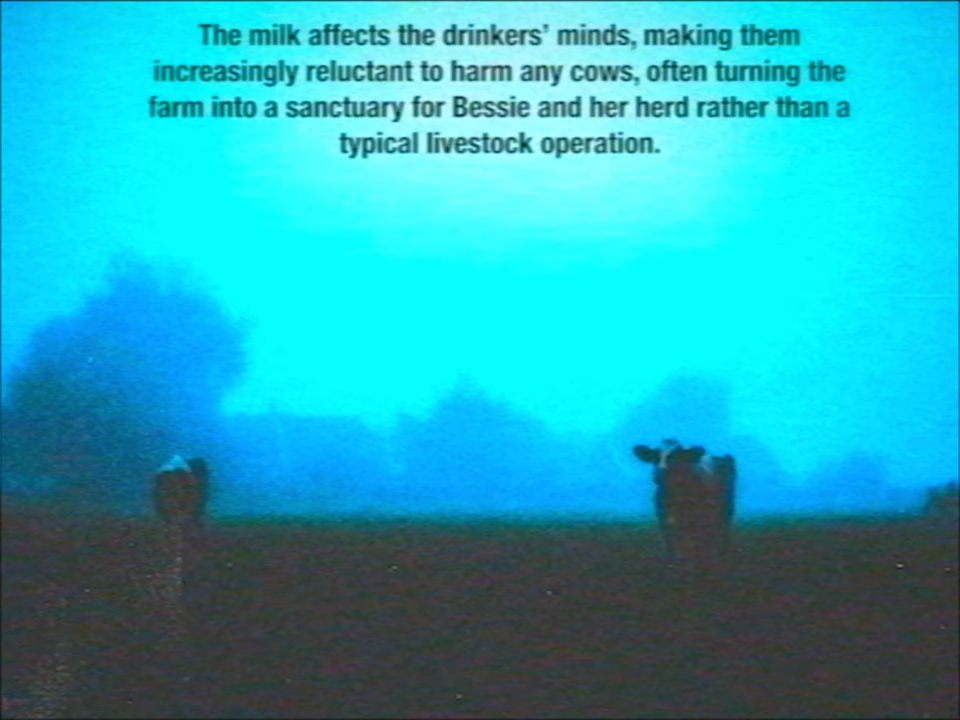 The milk affects the drinkers’ minds, making them
increasingly reluctant to harm any cows, often turning the
farm into a sanctuary for Bessie and her herd rather than a
typical livestock operation.